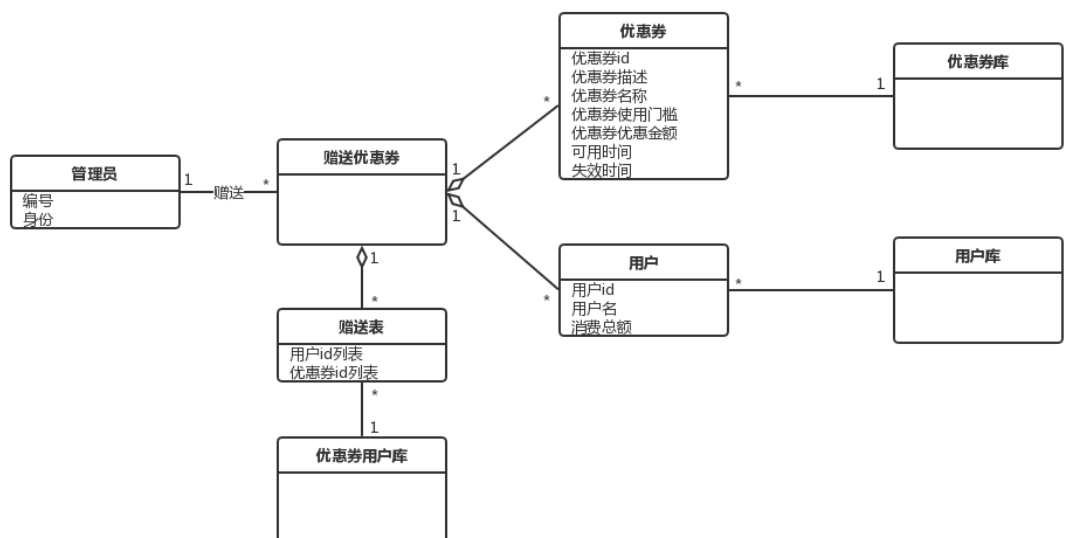 优惠券
优惠券id
优惠券描述
优惠券名称
优惠券使用门槛
优惠券优惠金额
可用时间
失效时间
*
1
优惠券库
管理员
编号
身份
1
赠送
*
赠送优惠券
1
*
1
*
用户
用户id
用户名
消费总额
*
1
用户库
1
*
赠送表
用户id列表
优惠券id列表
*
1
优惠券用户库